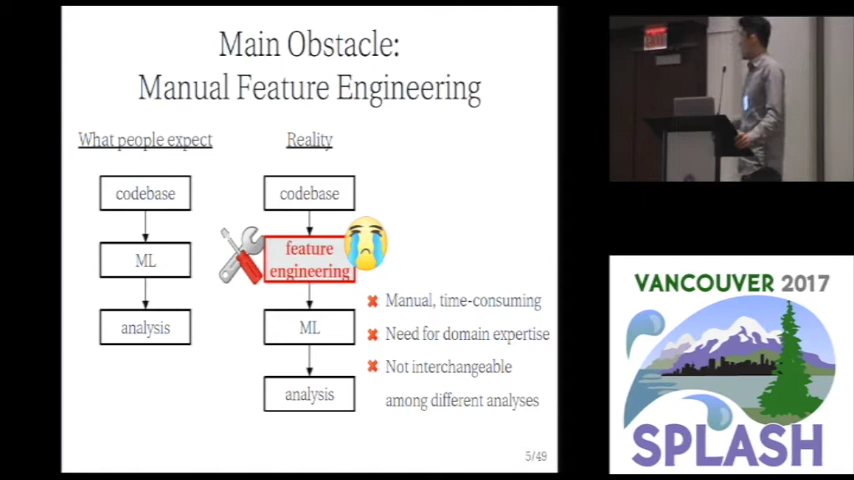 Main Obstacle:
Manual Feature Engineering
What people expect
Reality
codebase
ML
analysis
codebase
feature
engineering
ML
analysis
✖ Manual, time-consuming
✖ Need for domain expertise
✖ Not interchangeable
among different analyses
5/49
VANCOUVER 2017
SPLASH